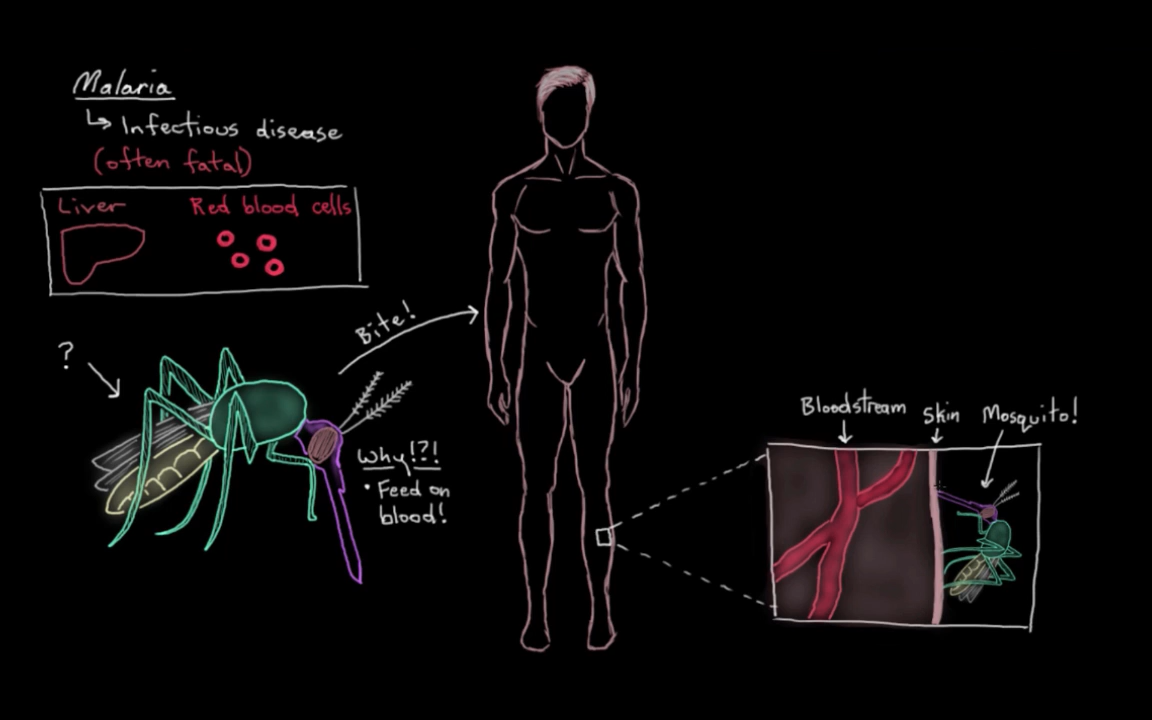 Malaria
↳ Infectious disease
(often fatal)
Liver
Red blood cells
?
Bite!
Why!?!
• Feed on
blood!
Bloodstream
Skin
Mosquito!